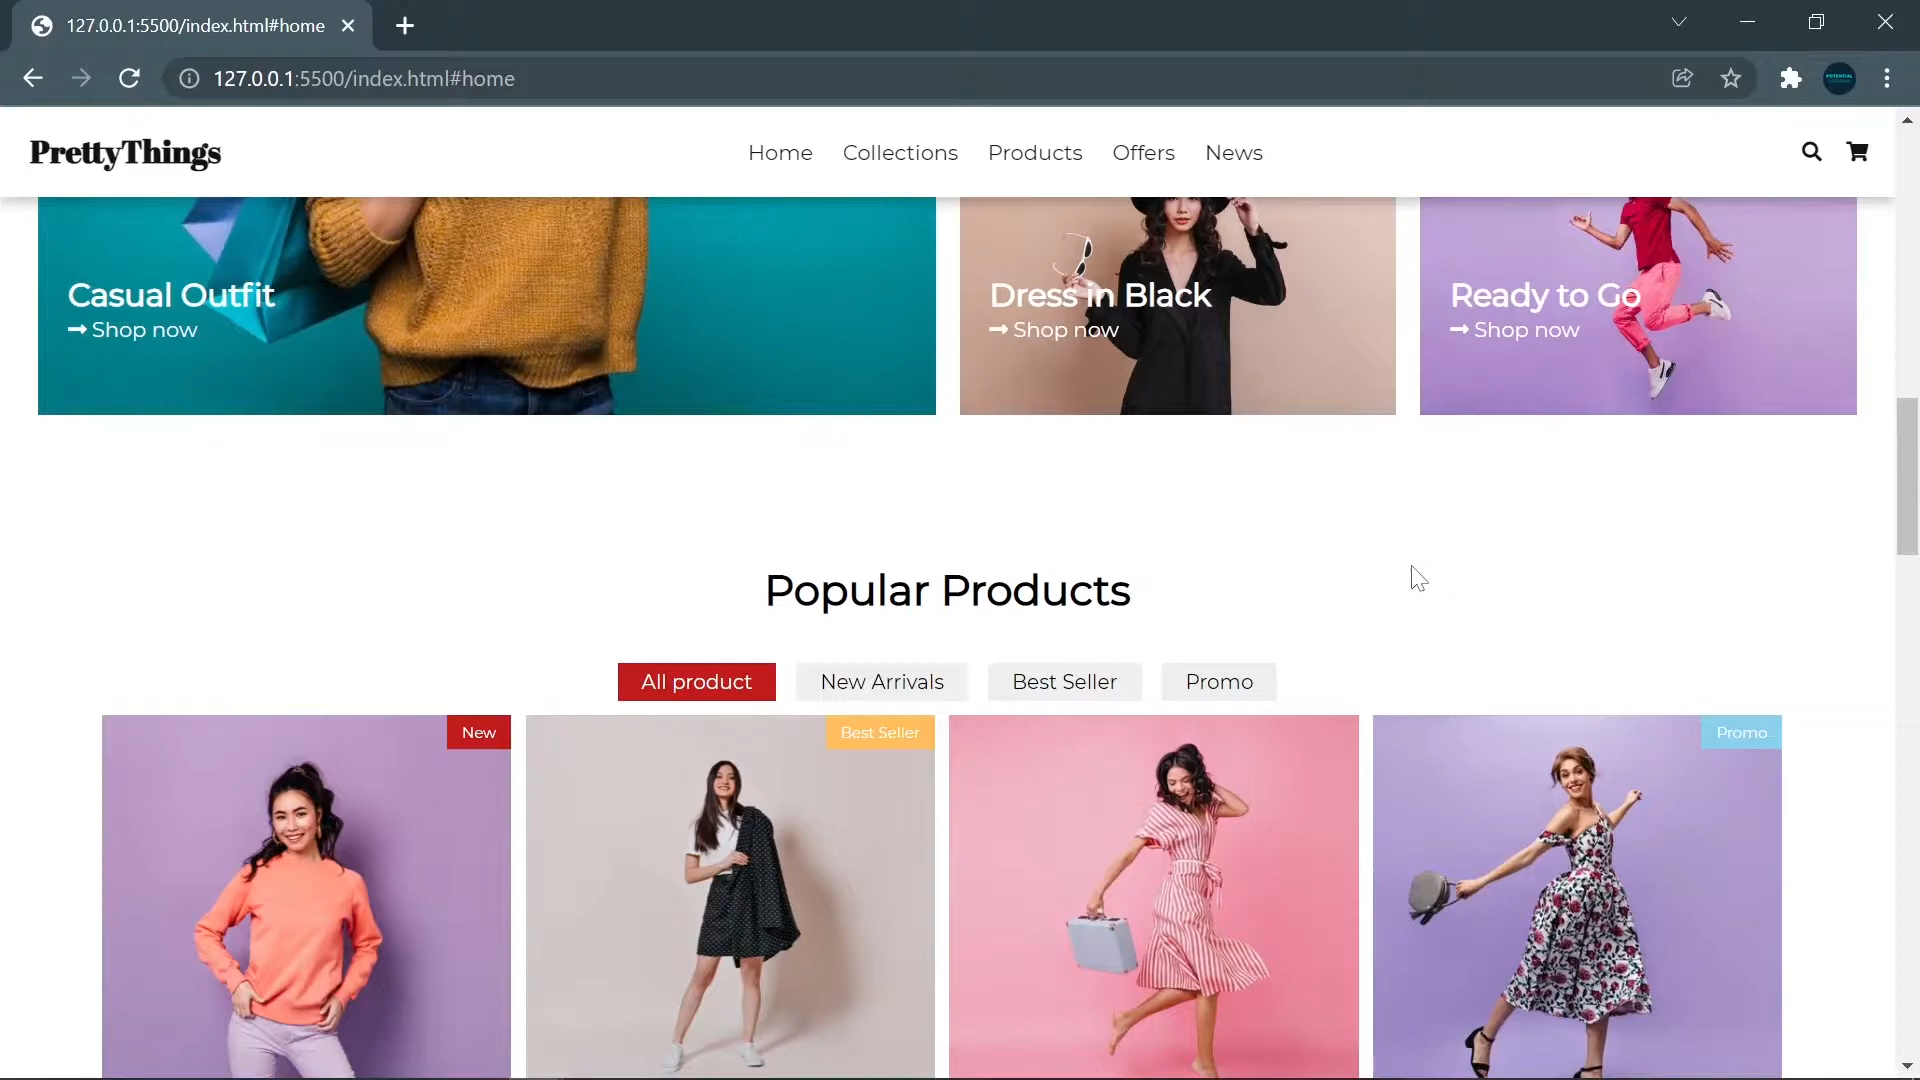 127.0.0.1:5500/index.html#home
127.0.0.1:5500/index.html#home
POTENTIAL
PrettyThings
Home Collections Products Offers News
Casual Outfit
Shop now
Dress in Black
Shop now
Ready to Go
Shop now
Popular Products
All product New Arrivals Best Seller Promo
New
Best Seller
Promo